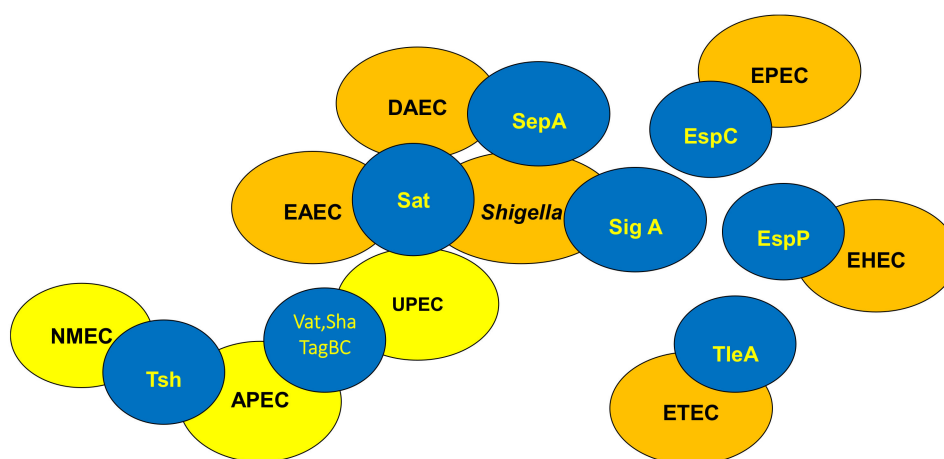 EPEC
DAEC
SepA
EspC
EAEC
Sat
Shigella
Sig A
EspP
EHEC
UPEC
Vat,Sha
TagBC
NMEC
Tsh
APEC
TleA
ETEC